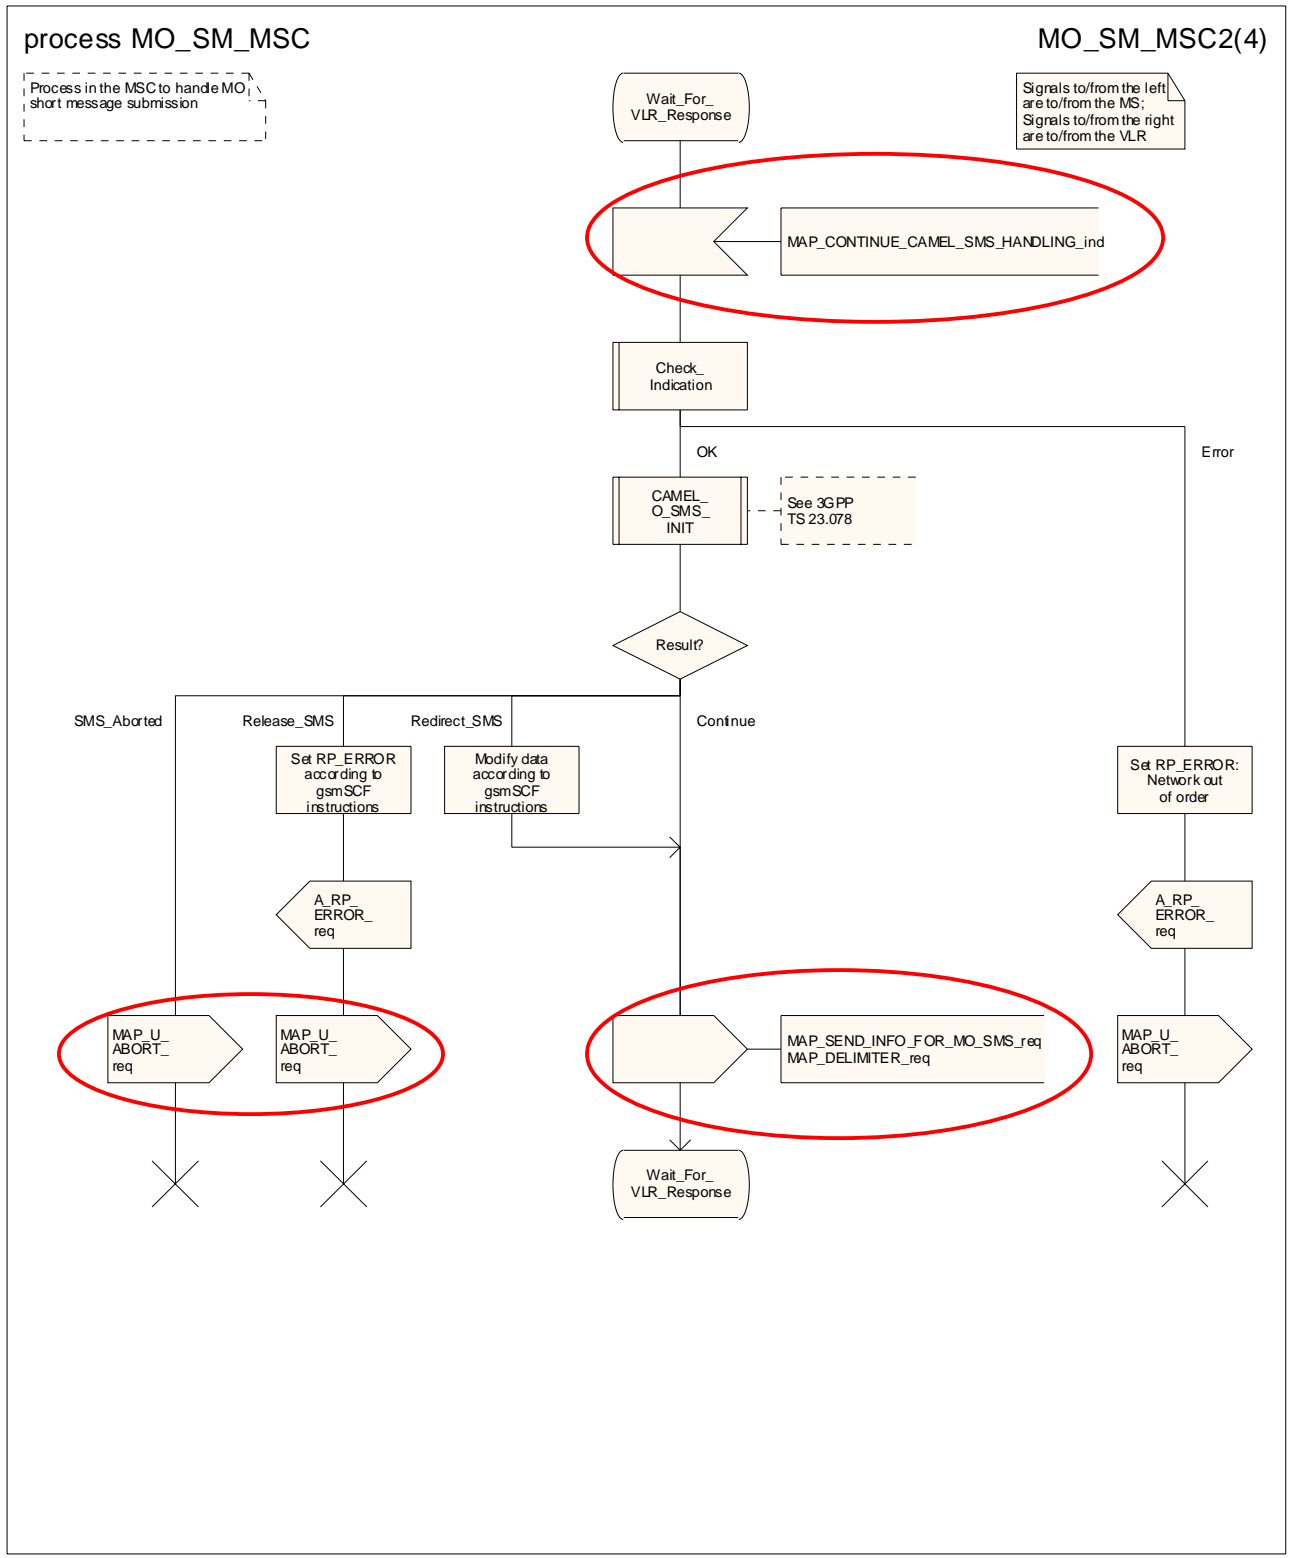 process MO_SM_MSC
MO_SM_MSC2(4)
Process in the MSC to handle MO
short message submission
Wait_For_
VLR_Response
Signals to/from the left
are to/from the MS;
Signals to/from the right
are to/from the VLR
MAP_CONTINUE_CAMEL_SMS_HANDLING_ind
Check_
Indication
OK
Error
CAMEL_
O_SMS_
INIT
See 3GPP
TS 23.078
Result?
SMS_Aborted
Release_SMS
Redirect_SMS
Continue
Set RP_ERROR
according to
gsmSCF
instructions
Modify data
according to
gsmSCF
instructions
Set RP_ERROR:
Network out
of order
A_RP_
ERROR_
req
A_RP_
ERROR_
req
MAP_U_
ABORT_
req
MAP_U_
ABORT_
req
MAP_SEND_INFO_FOR_MO_SMS_req
MAP_DELIMITER_req
MAP_U_
ABORT_
req
Wait_For_
VLR_Response